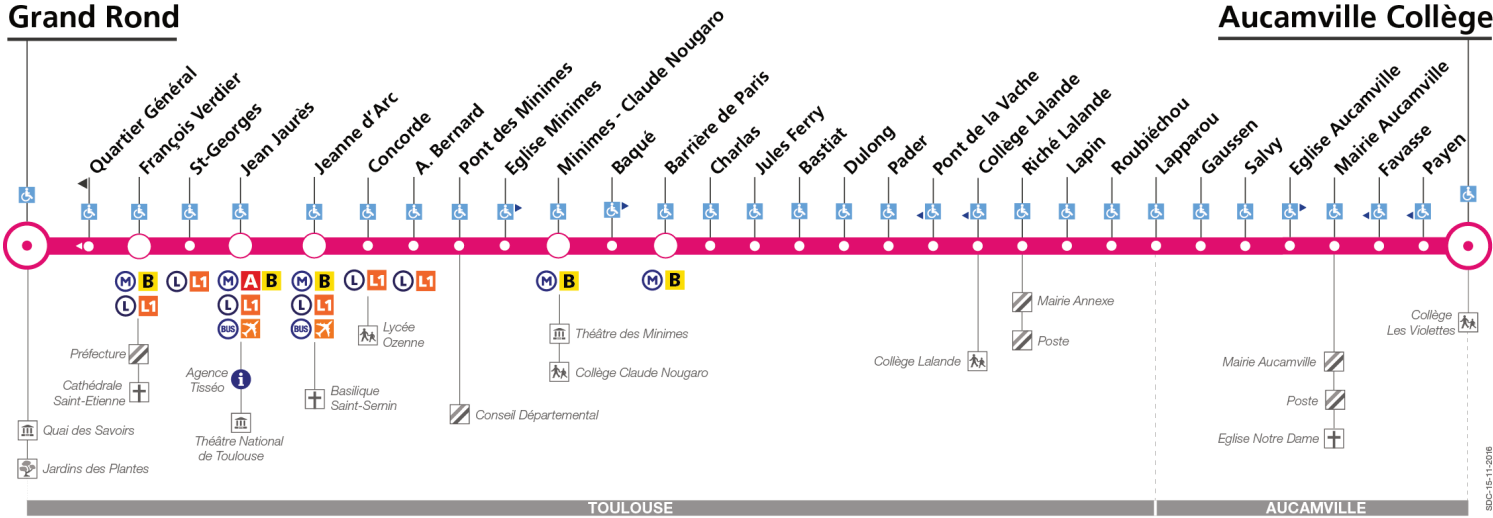 Grand Rond
Aucamville Collège
Quartier Général
François Verdier
St-Georges
Jean Jaurès
Jeanne d'Arc
Concorde
A. Bernard
Pont des Minimes
Eglise Minimes
Minimes - Claude Nougaro
Baqué
Barrière de Paris
Charlas
Jules Ferry
Bastiat
Dulong
Pader
Pont de la Vache
Collège Lalande
Riché Lalande
Lapin
Roubiéchou
Lapparou
Gaussen
Salvy
Eglise Aucamville
Mairie Aucamville
Favasse
Payen
M B
L L1
L L1
M A B
L L1
BUS
M B
L L1
BUS
L L1
L L1
M B
M B
Préfecture
Cathédrale
Saint-Etienne
Quai des Savoirs
Jardins des Plantes
Agence
Tisséo
i
Théâtre National
de Toulouse
Basilique
Saint-Sernin
Lycée
Ozenne
Conseil Départemental
Théâtre des Minimes
Collège Claude Nougaro
Collège Lalande
Mairie Annexe
Poste
Mairie Aucamville
Poste
Eglise Notre Dame
Collège
Les Violettes
TOULOUSE
AUCAMVILLE
SDC-15-11-2016